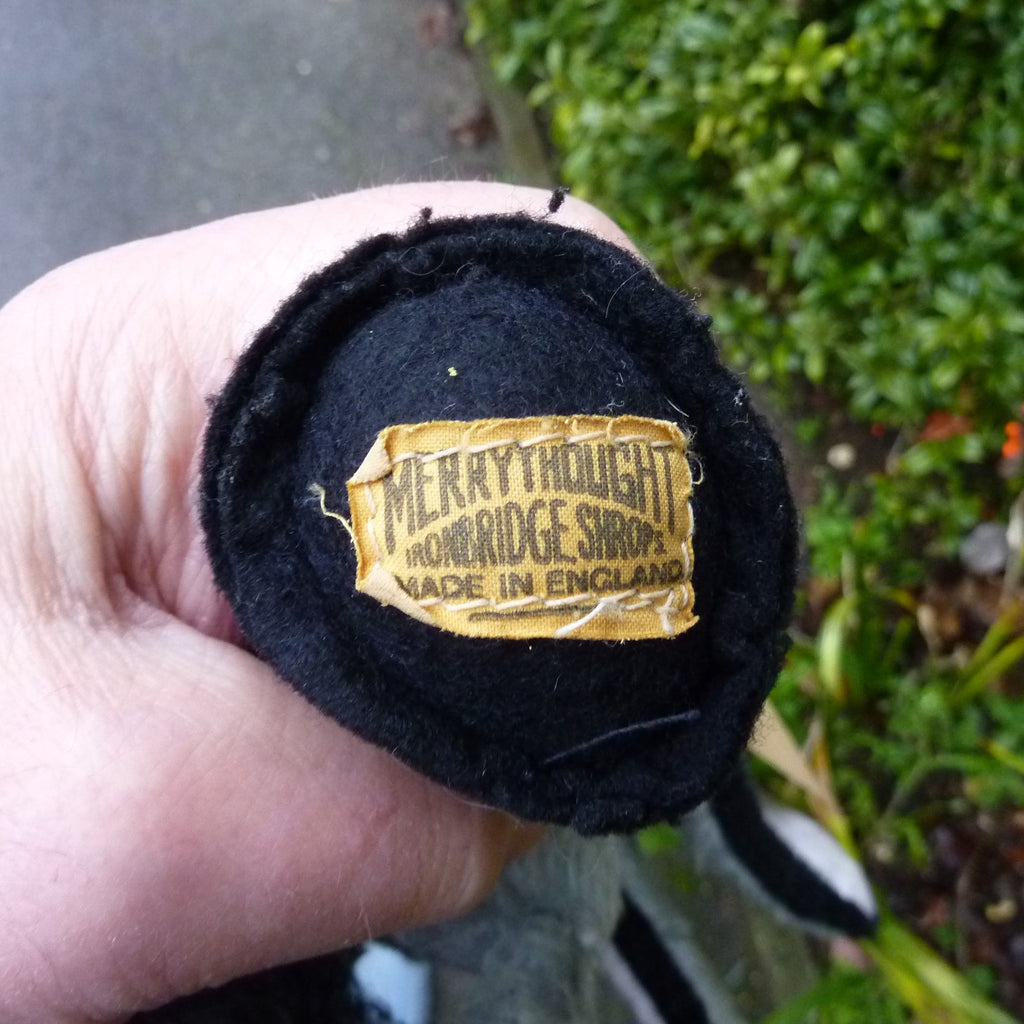 MERRYTHOUGHT
IRONBRIDGE SHROPS.
MADE IN ENGLAND